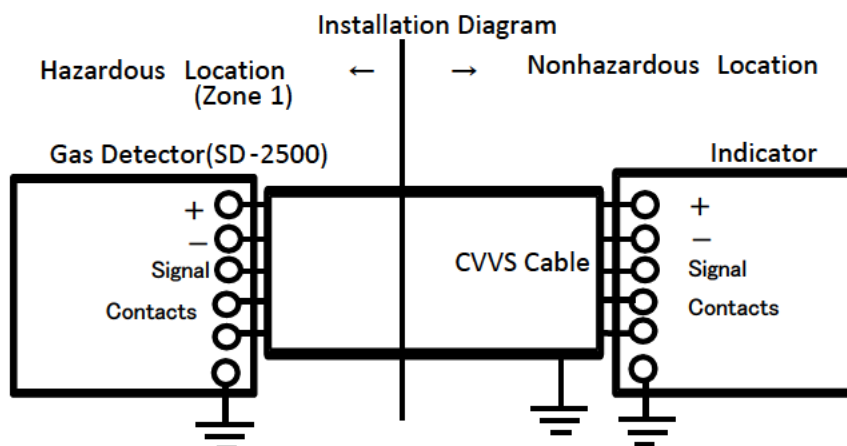 Installation Diagram
Hazardous Location ← → Nonhazardous Location
(Zone 1)
Gas Detector(SD-2500)
Indicator
+
−
Signal
Contacts
CVVS Cable
+
−
Signal
Contacts